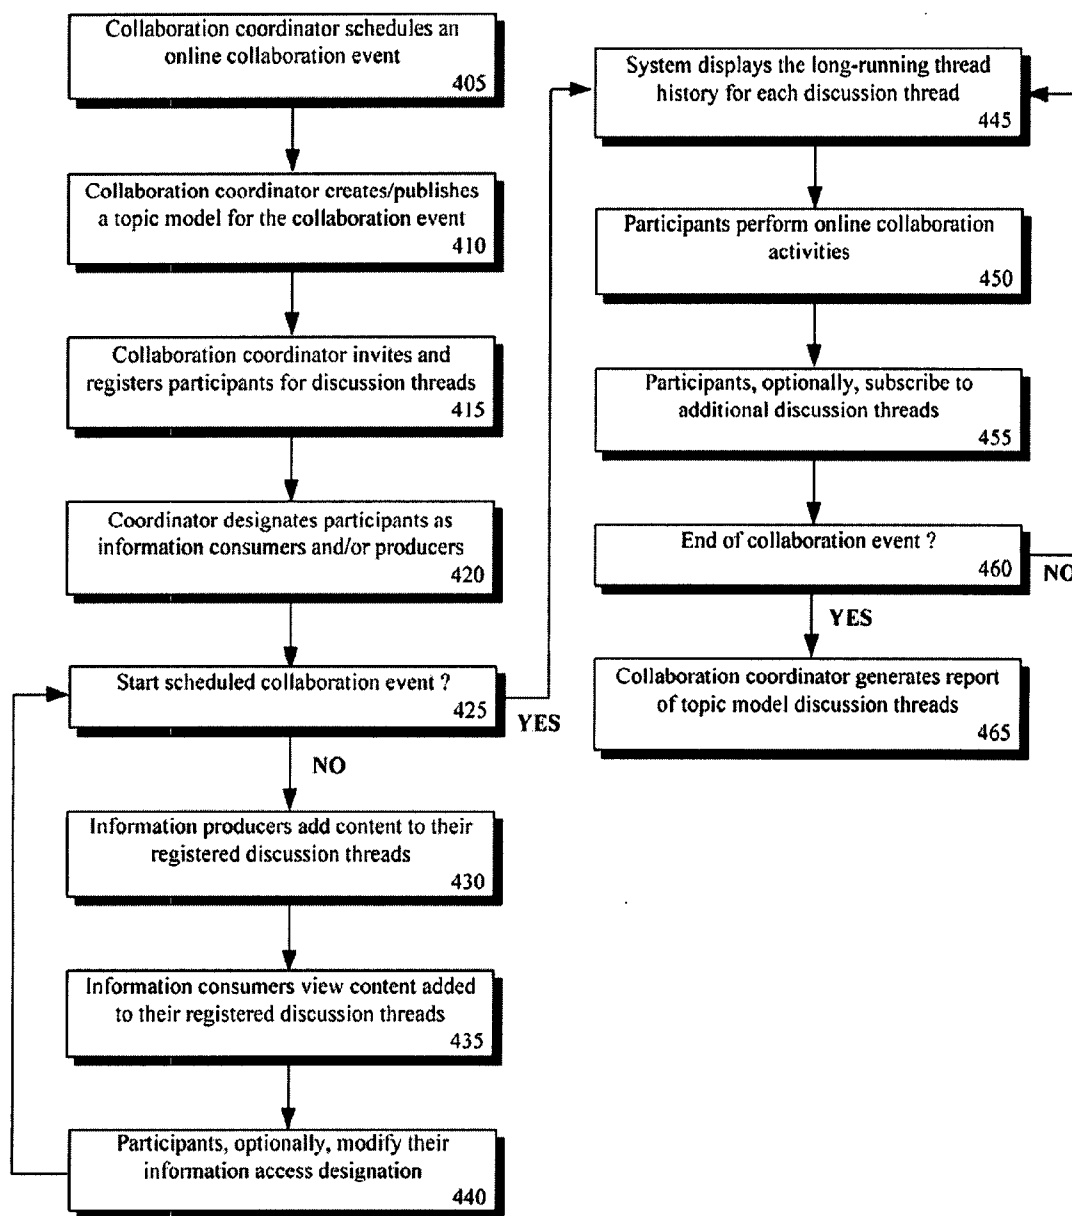 Collaboration coordinator schedules an
online collaboration event
405
Collaboration coordinator creates/publishes
a topic model for the collaboration event
410
Collaboration coordinator invites and
registers participants for discussion threads
415
Coordinator designates participants as
information consumers and/or producers
420
Start scheduled collaboration event ?
425
YES
NO
Information producers add content to their
registered discussion threads
430
Information consumers view content added
to their registered discussion threads
435
Participants, optionally, modify their
information access designation
440
System displays the long-running thread
history for each discussion thread
445
Participants perform online collaboration
activities
450
Participants, optionally, subscribe to
additional discussion threads
455
End of collaboration event ?
460
NO
YES
Collaboration coordinator generates report
of topic model discussion threads
465